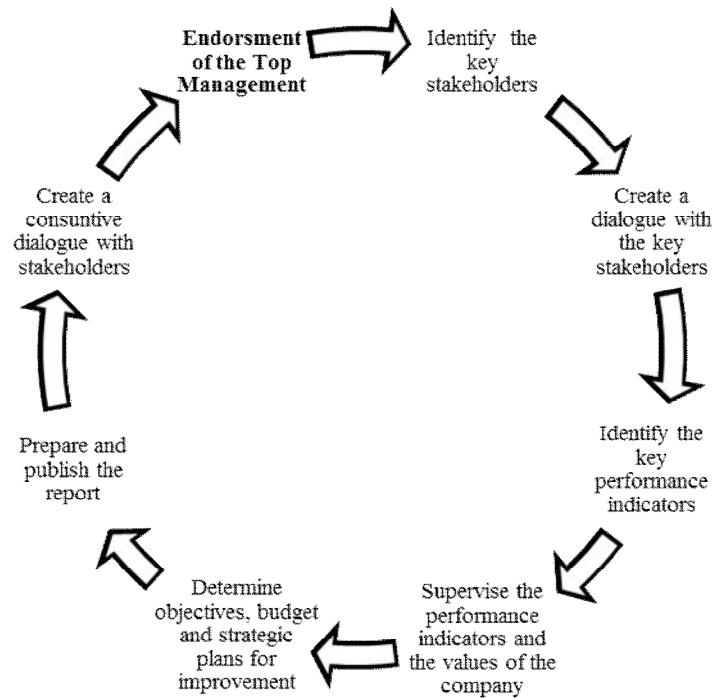 Endorsment
of the Top
Management
Identify the
key
stakeholders
Create a
dialogue with
the key
stakeholders
Identify the
key
performance
indicators
Supervise the
performance
indicators and
the values of the
company
Determine
objectives, budget
and strategic
plans for
improvement
Prepare and
publish the
report
Create a
consuntive
dialogue with
stakeholders